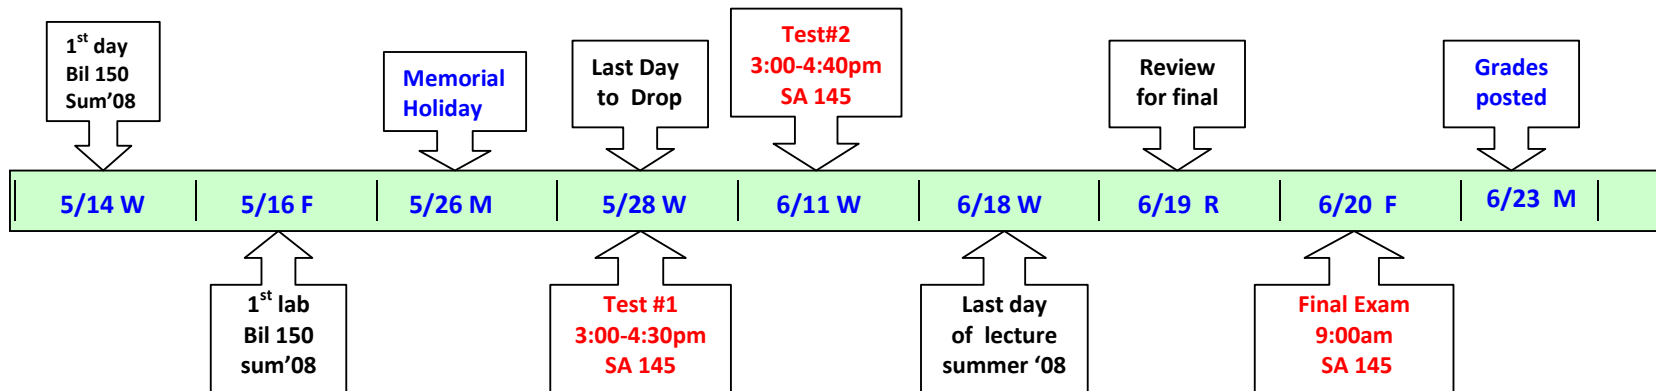 1st day
Bil 150
Sum'08
Memorial
Holiday
Last Day
to Drop
Test#2
3:00-4:40pm
SA 145
Review
for final
Grades
posted
5/14 W
5/16 F
5/26 M
5/28 W
6/11 W
6/18 W
6/19 R
6/20 F
6/23 M
1st lab
Bil 150
sum'08
Test #1
3:00-4:30pm
SA 145
Last day
of lecture
summer ‘08
Final Exam
9:00am
SA 145